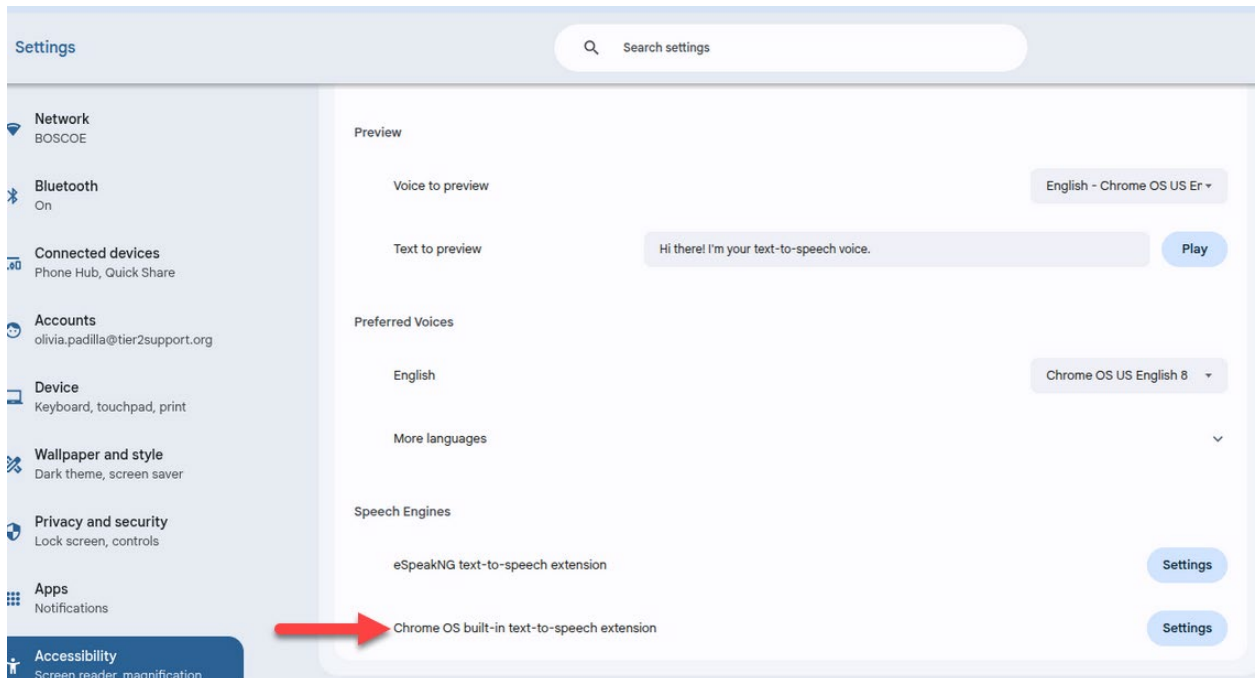 Settings
Search settings
Network
BOSCOE
Bluetooth
On
Connected devices
Phone Hub, Quick Share
Accounts
olivia.padilla@tier2support.org
Device
Keyboard, touchpad, print
Wallpaper and style
Dark theme, screen saver
Privacy and security
Lock screen, controls
Apps
Notifications
Accessibility
Screen reader, magnification
Preview
Voice to preview
English - Chrome OS US Er
Text to preview
Hi there! I'm your text-to-speech voice.
Play
Preferred Voices
English
Chrome OS US English 8
More languages
Speech Engines
eSpeakNG text-to-speech extension
Settings
Chrome OS built-in text-to-speech extension
Settings